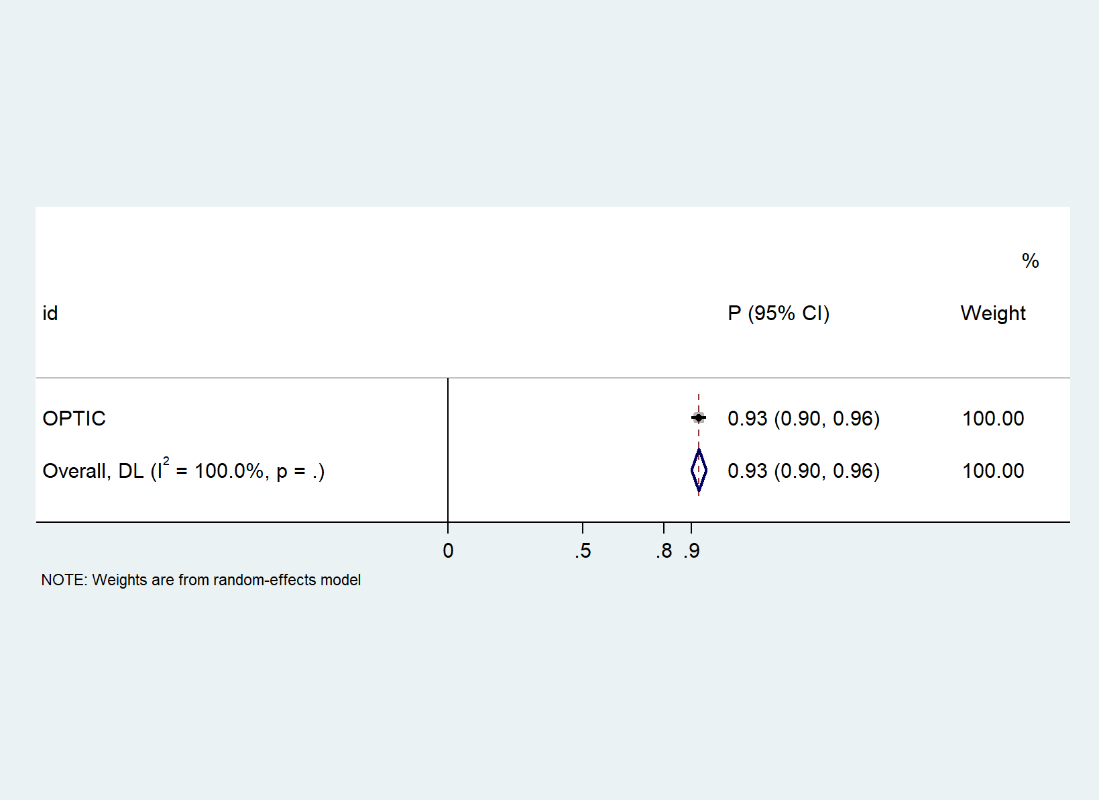 %
id P (95% CI) Weight
OPTIC 0.93 (0.90, 0.96) 100.00
Overall, DL (I² = 100.0%, p = .) 0.93 (0.90, 0.96) 100.00
0 .5 .8 .9
NOTE: Weights are from random-effects model